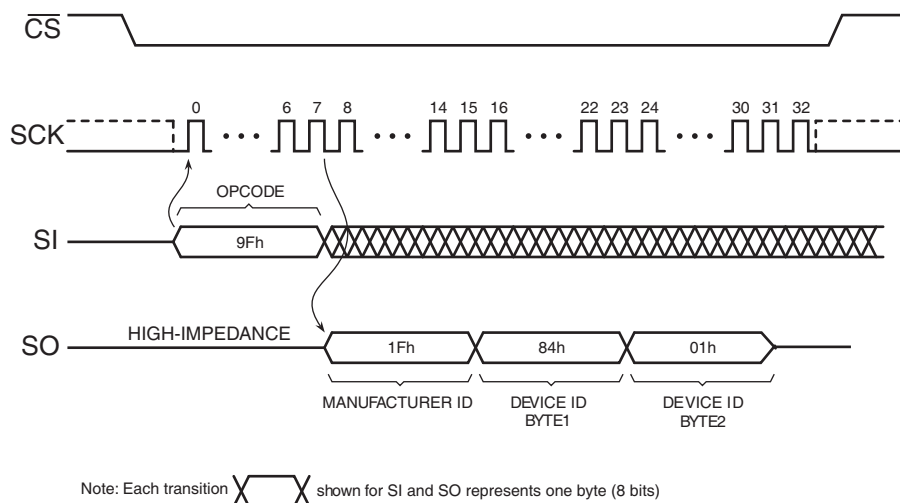 CS
0 6 7 8 14 15 16 22 23 24 30 31 32
SCK
OPCODE
SI
9Fh
HIGH-IMPEDANCE
SO
1Fh 84h 01h
MANUFACTURER ID DEVICE ID DEVICE ID
BYTE1 BYTE2
Note: Each transition shown for SI and SO represents one byte (8 bits)